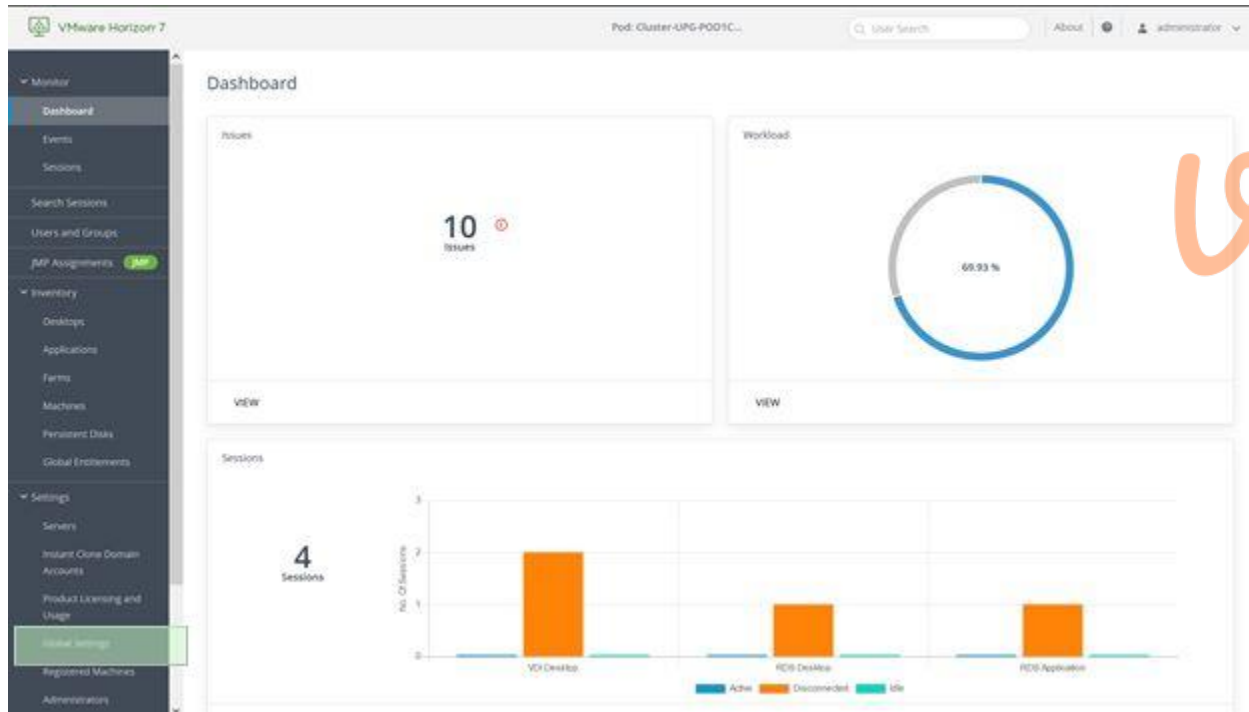 VMware Horizon 7
Pod: Cluster-UPG-POD1C...
User Search
About
administrator
Monitor
Dashboard
Events
Sessions
Search Sessions
Users and Groups
JMP Assignments JMP
Inventory
Desktops
Applications
Farms
Machines
Persistent Disks
Global Entitlements
Settings
Servers
Instant Clone Domain
Accounts
Product Licensing and
Usage
Global Settings
Registered Machines
Administrators
Dashboard
Issues
10
Issues
VIEW
Workload
69.93 %
VIEW
Sessions
4
Sessions
No. Of Sessions
3
2
1
0
VDI Desktop
RDS Desktop
RDS Application
Active
Disconnected
Idle